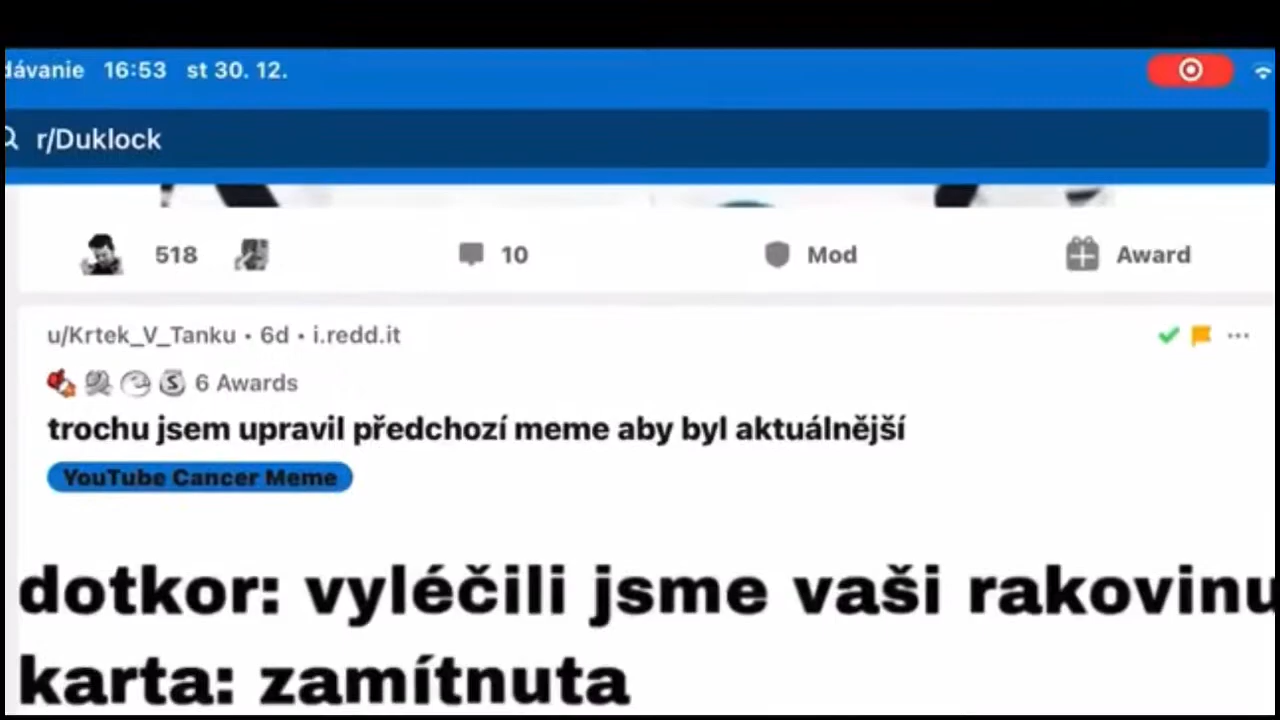 dávanie 16:53 st 30. 12.
r/Duklock
518 10 Mod Award
u/Krtek_V_Tanku • 6d • i.redd.it
6 Awards
trochu jsem upravil předchozí meme aby byl aktuálnější
YouTube Cancer Meme
dotkor: vyléčili jsme vaši rakovinu
karta: zamítnuta